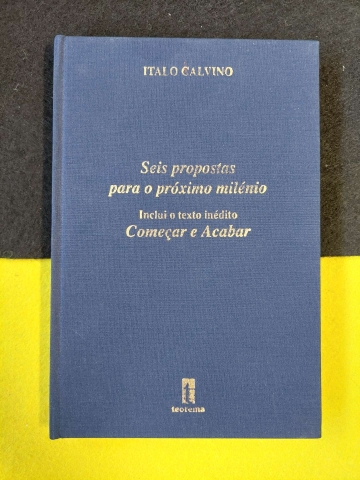 ITALO CALVINO
Seis propostas
para o próximo milénio
Inclui o texto inédito
Começar e Acabar
teorema